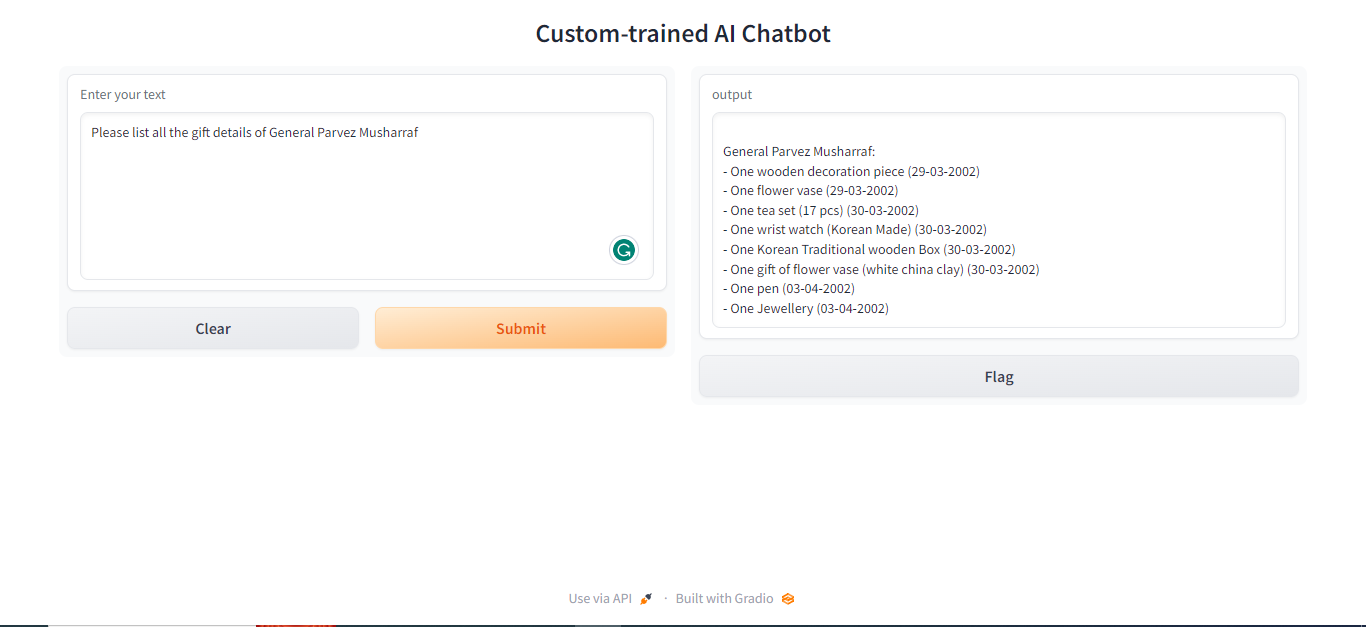 Custom-trained AI Chatbot
Enter your text
Please list all the gift details of General Parvez Musharraf
Clear
Submit
output
General Parvez Musharraf:
- One wooden decoration piece (29-03-2002)
- One flower vase (29-03-2002)
- One tea set (17 pcs) (30-03-2002)
- One wrist watch (Korean Made) (30-03-2002)
- One Korean Traditional wooden Box (30-03-2002)
- One gift of flower vase (white china clay) (30-03-2002)
- One pen (03-04-2002)
- One Jewellery (03-04-2002)
Flag
Use via API · Built with Gradio